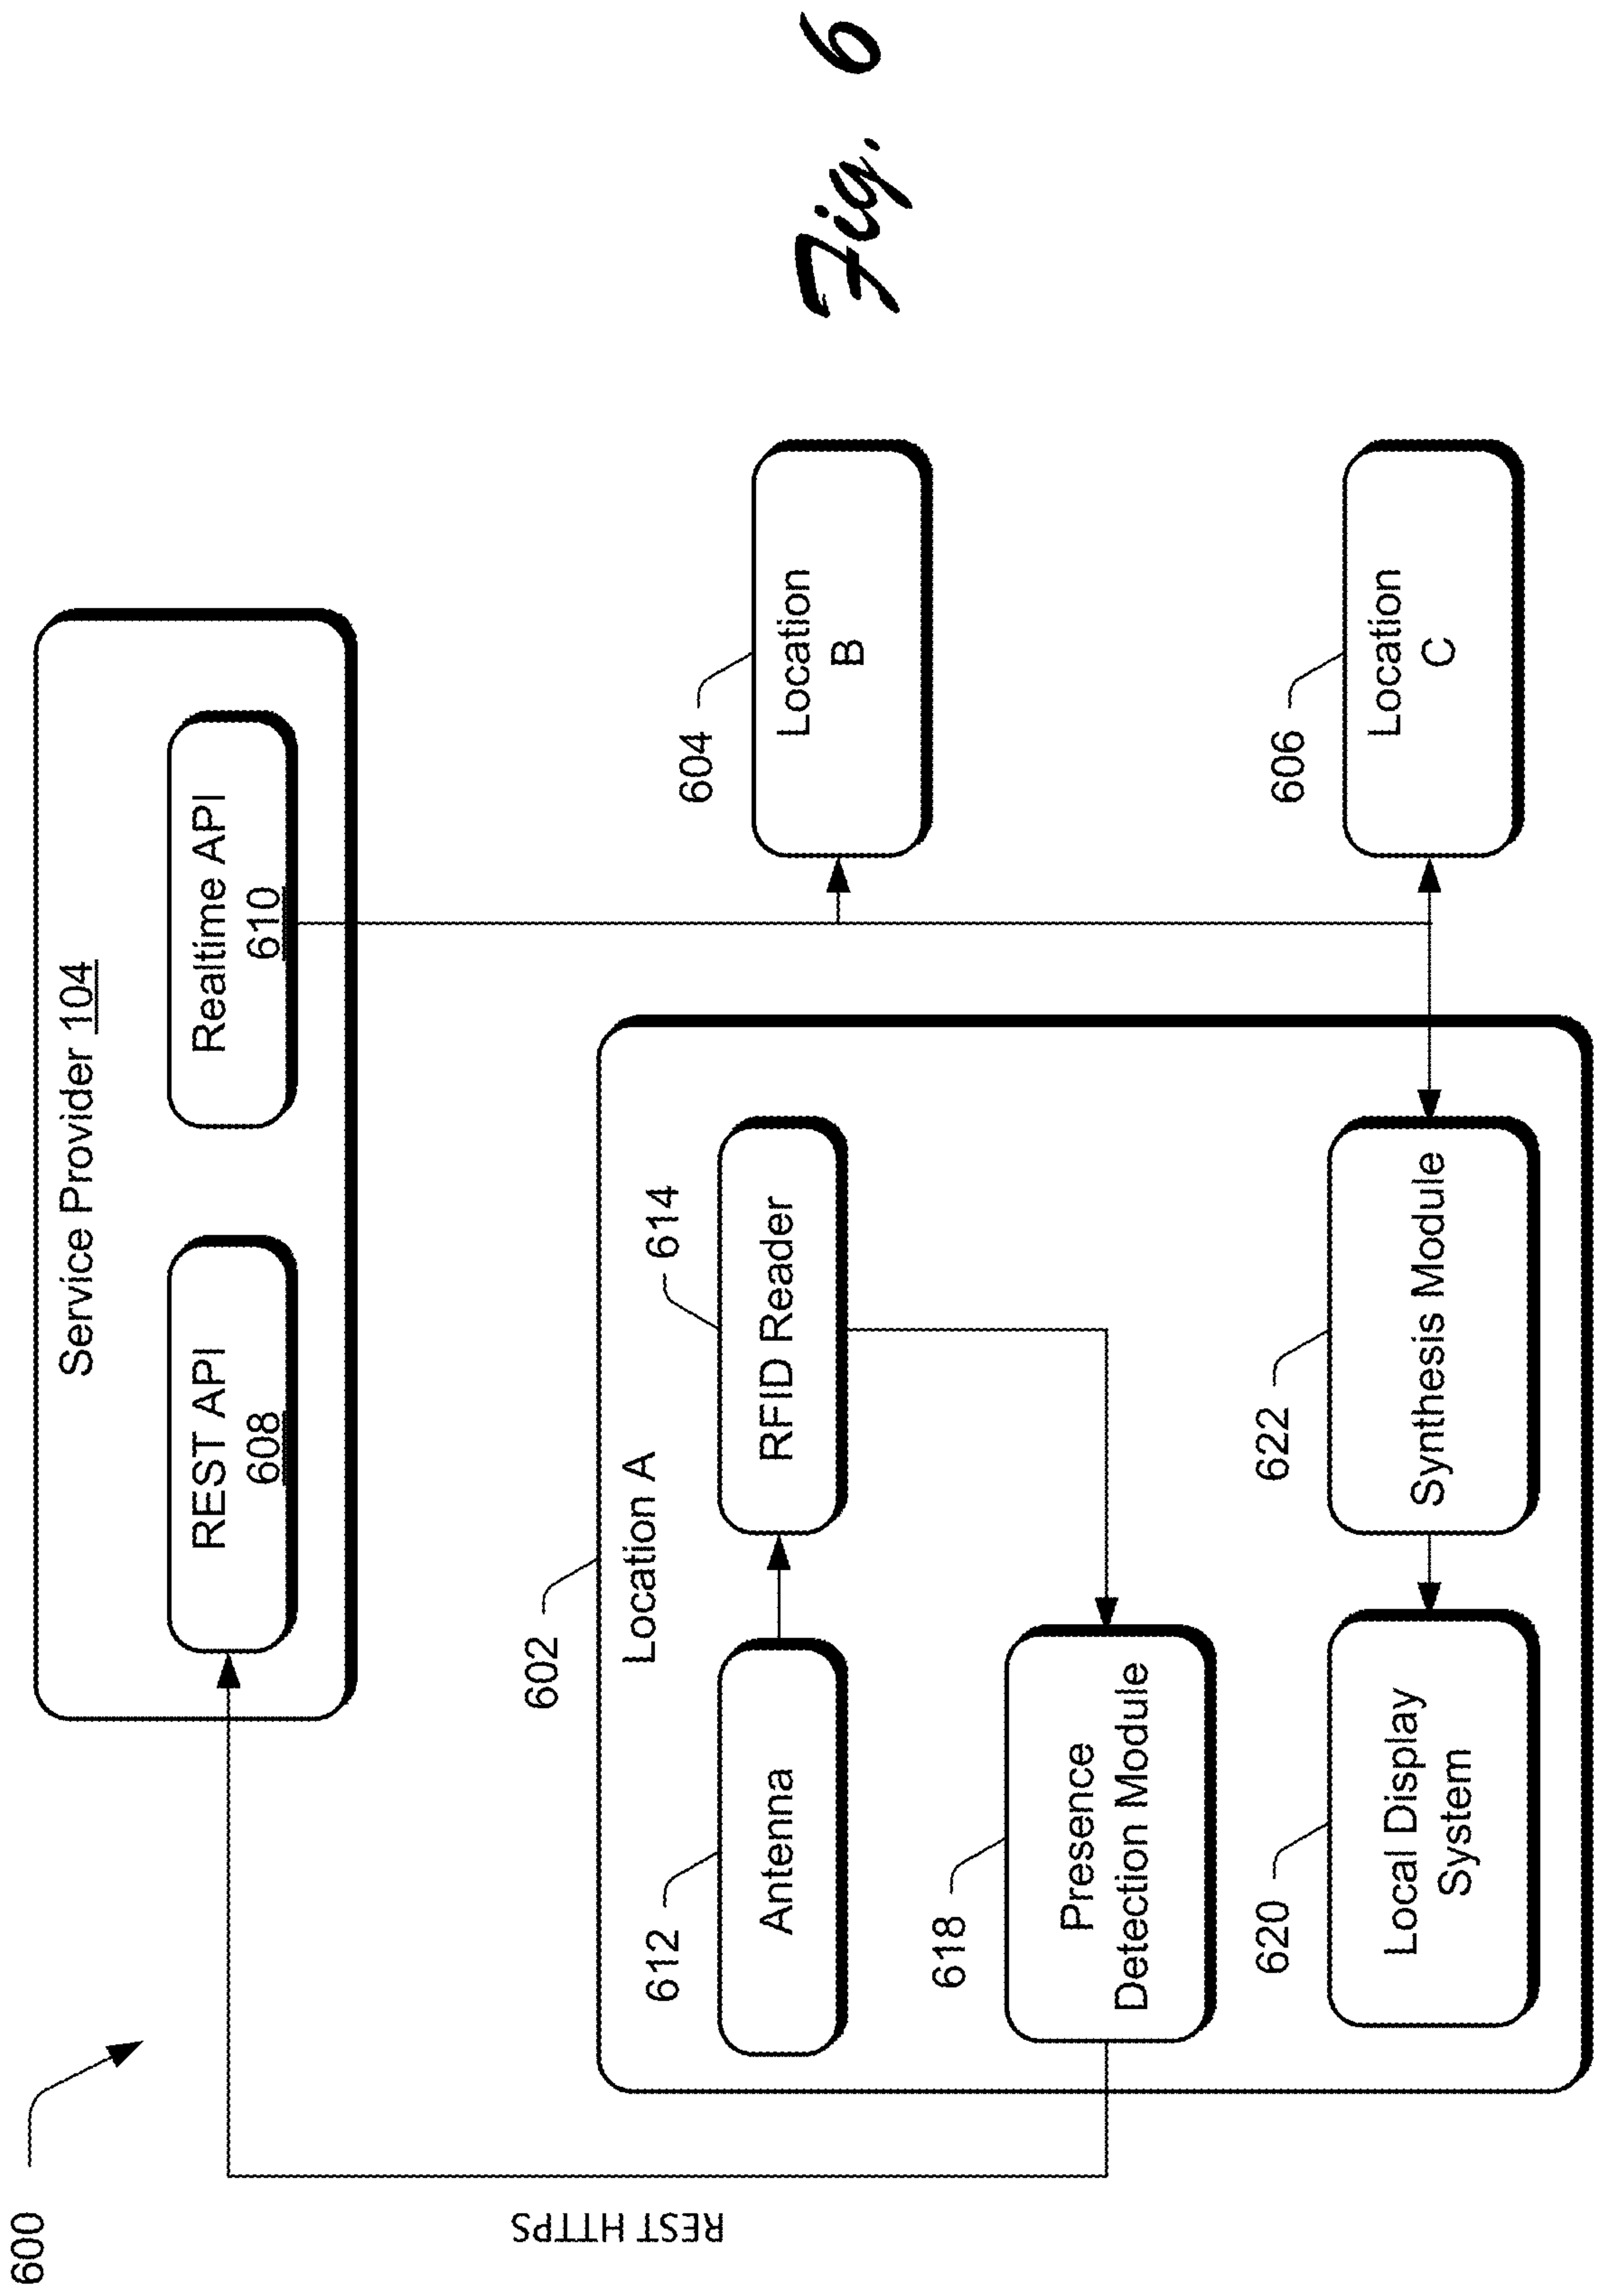 600
Service Provider 104
REST API
608
Realtime API
610
REST HTTPS
602
Location A
612
Antenna
614
RFID Reader
618
Presence
Detection Module
620
Local Display
System
622
Synthesis Module
604
Location
B
606
Location
C
Fig. 6